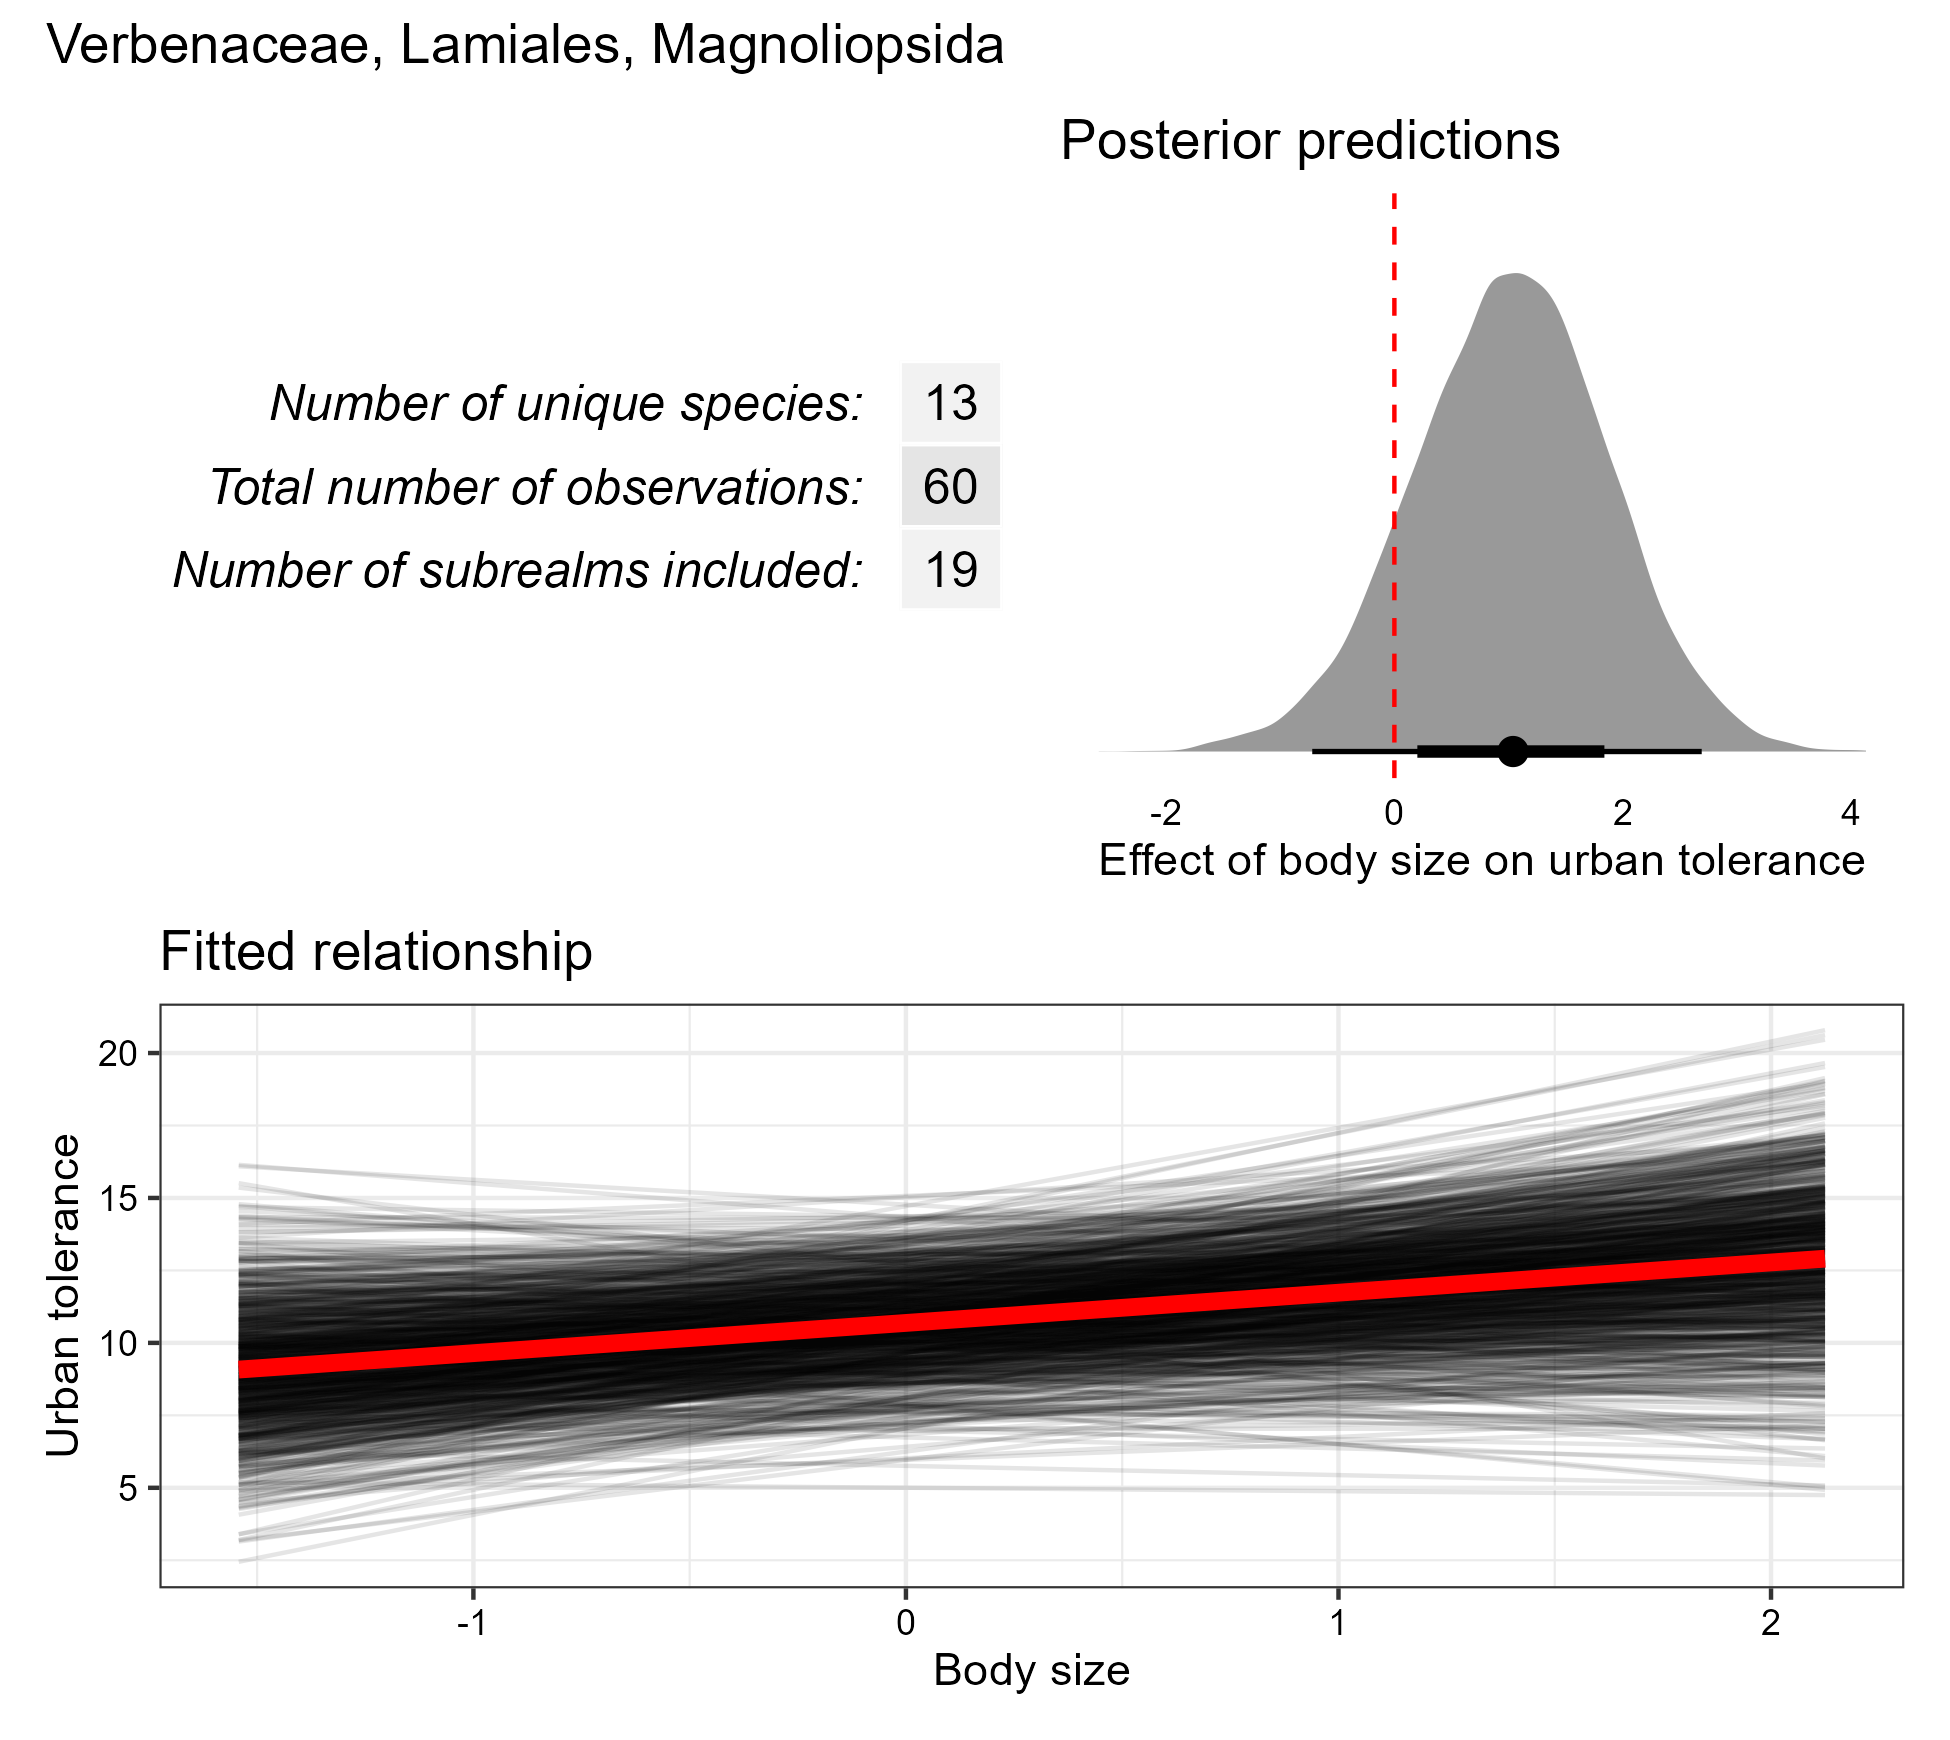 Verbenaceae, Lamiales, Magnoliopsida
Posterior predictions
Number of unique species: 13
Total number of observations: 60
Number of subrealms included: 19
-2 0 2 4
Effect of body size on urban tolerance
Fitted relationship
20
15
10
5
Urban tolerance
-1 0 1 2
Body size